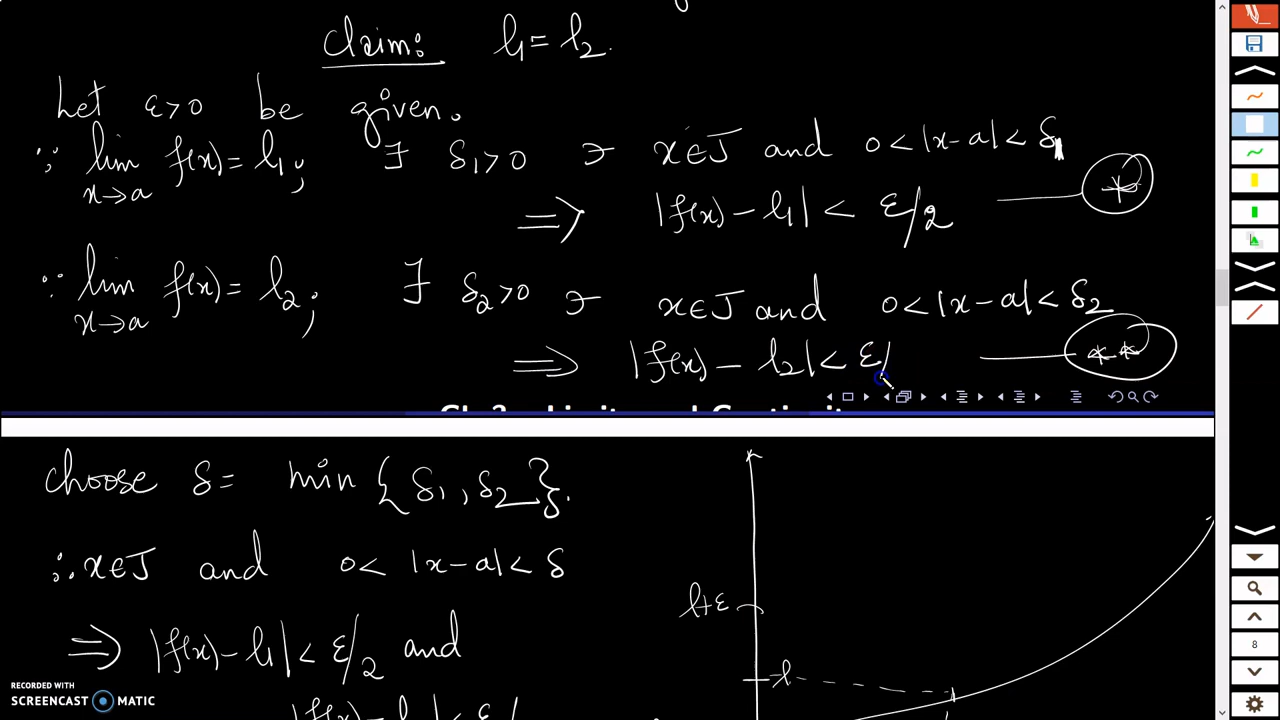 Claim: l₁ = l₂.
Let ε>0 be given.
∵ lim x→a f(x) = l₁; ∃ δ₁>0 ∋ x∈J and 0<|x-a|<δ₁
⟹ |f(x) - l₁| < ε/2 — *
∵ lim x→a f(x) = l₂; ∃ δ₂>0 ∋ x∈J and 0<|x-a|<δ₂
⟹ |f(x) - l₂| < ε/ — **
choose δ = min {δ₁, δ₂}.
∴ x∈J and 0< |x-a| < δ
l+ε
⟹ |f(x) - l₁| < ε/2 and
l
8
RECORDED WITH
SCREENCAST MATIC